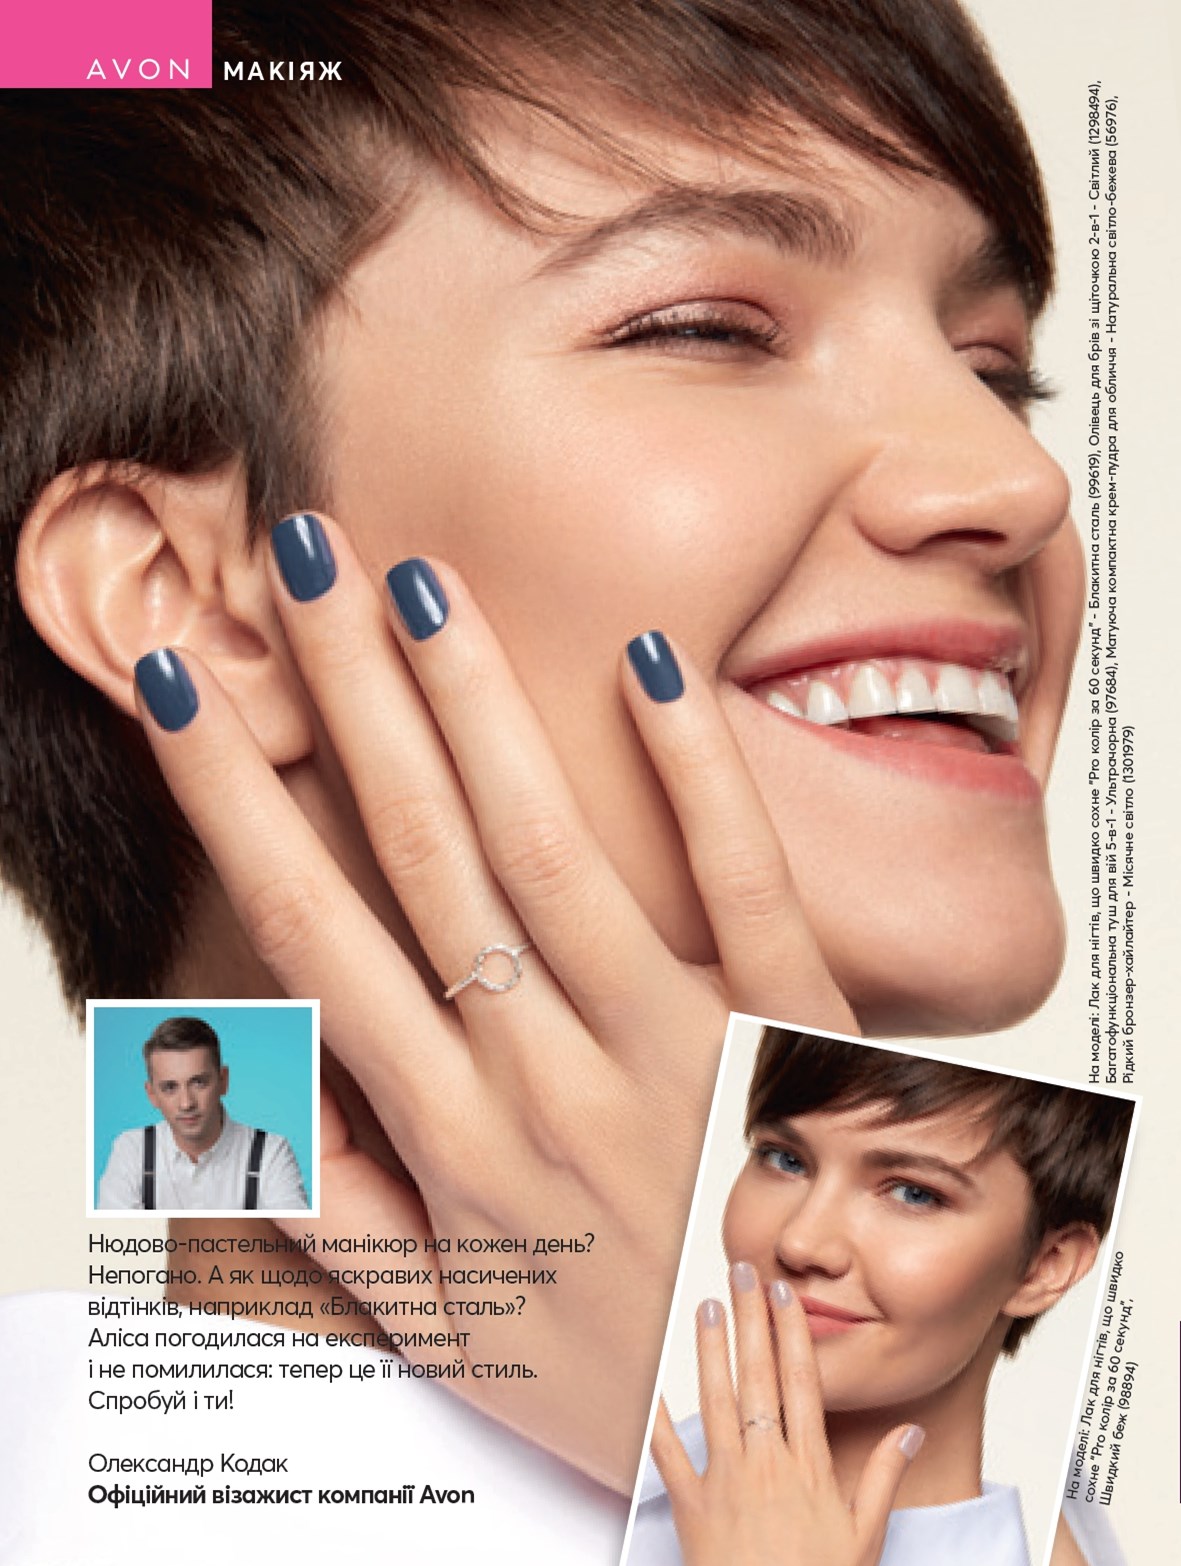 AVON МАКІЯЖ
На моделі: Лак для нігтів, що швидко сохне "Pro колір за 60 секунд" - Блакитна сталь (99619), Олівець для брів зі щіточкою 2-в-1 - Світлий (1298494),
Багатофункціональна туш для вій 5-в-1 - Ультрачорна (97684), Матуюча компактна крем-пудра для обличчя - Натуральна світло-бежева (56976),
Рідкий бронзер-хайлайтер - Місячне світло (1301979)
Нюдово-пастельний манікюр на кожен день?
Непогано. А як щодо яскравих насичених
відтінків, наприклад «Блакитна сталь»?
Аліса погодилася на експеримент
і не помилилася: тепер це її новий стиль.
Спробуй і ти!
Олександр Кодак
Офіційний візажист компанії Avon
На моделі: Лак для нігтів, що швидко
сохне "Pro колір за 60 секунд",
Швидкий беж (98894)